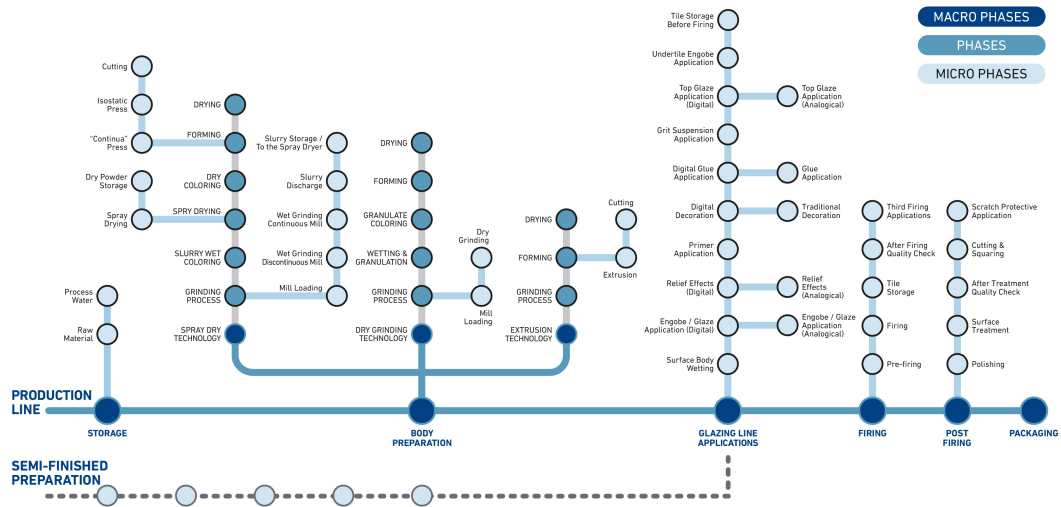 MACRO PHASES
PHASES
MICRO PHASES
Cutting
Isostatic
Press
"Continua"
Press
Dry Powder
Storage
Spray
Drying
Process
Water
Raw
Material
DRYING
FORMING
DRY
COLORING
SPRY DRYING
SLURRY WET
COLORING
GRINDING
PROCESS
SPRAY DRY
TECHNOLOGY
Slurry Storage /
To the Spray Dryer
Slurry
Discharge
Wet Grinding
Continuous Mill
Wet Grinding
Discontinuous Mill
Mill Loading
DRYING
FORMING
GRANULATE
COLORING
WETTING &
GRANULATION
GRINDING
PROCESS
DRY GRINDING
TECHNOLOGY
Dry
Grinding
Mill
Loading
DRYING
FORMING
GRINDING
PROCESS
EXTRUSION
TECHNOLOGY
Cutting
Extrusion
Tile Storage
Before Firing
Undertile Engobe
Application
Top Glaze
Application
(Digital)
Top Glaze
Application
(Analogical)
Grit Suspension
Application
Digital Glue
Application
Glue
Application
Digital
Decoration
Traditional
Decoration
Primer
Application
Relief Effects
(Digital)
Relief
Effects
(Analogical)
Engobe / Glaze
Application (Digital)
Engobe / Glaze
Application
(Analogical)
Surface Body
Wetting
Third Firing
Applications
After Firing
Quality Check
Tile
Storage
Firing
Pre-firing
Scratch Protective
Application
Cutting &
Squaring
After Treatment
Quality Check
Surface
Treatment
Polishing
PRODUCTION
LINE
STORAGE
BODY
PREPARATION
GLAZING LINE
APPLICATIONS
FIRING
POST
FIRING
PACKAGING
SEMI-FINISHED
PREPARATION